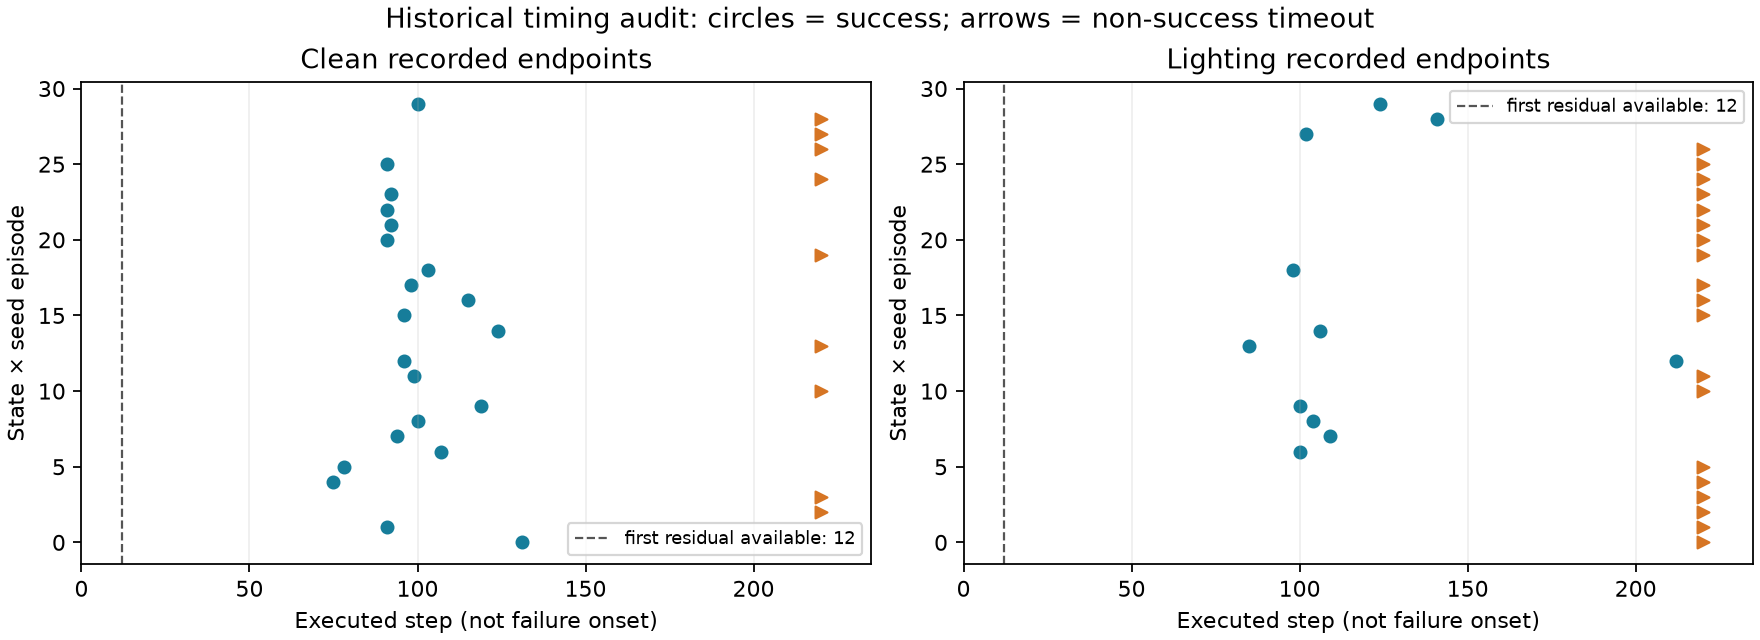 Historical timing audit: circles = success; arrows = non-success timeout
Clean recorded endpoints
State × seed episode
30
25
20
15
10
5
0
first residual available: 12
0 50 100 150 200
Executed step (not failure onset)
Lighting recorded endpoints
State × seed episode
30
25
20
15
10
5
0
first residual available: 12
0 50 100 150 200
Executed step (not failure onset)